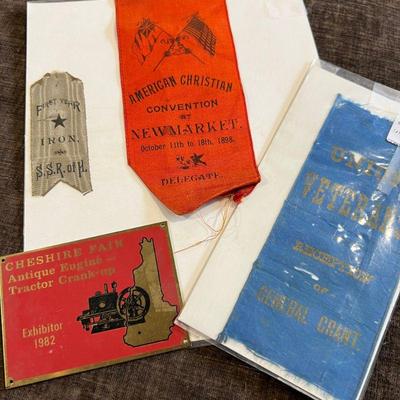 FIRST YEAR
IRON.
S.S.R. of H.
AMERICAN CHRISTIAN
CONVENTION
AT
NEWMARKET.
October 11th to 18th, 1898.
DELEGATE.
CHESHIRE FAIR
Antique Engine and
Tractor Crank-up
Exhibitor
1982
VETERAN
RECEPTION
OF
GENERAL GRANT.